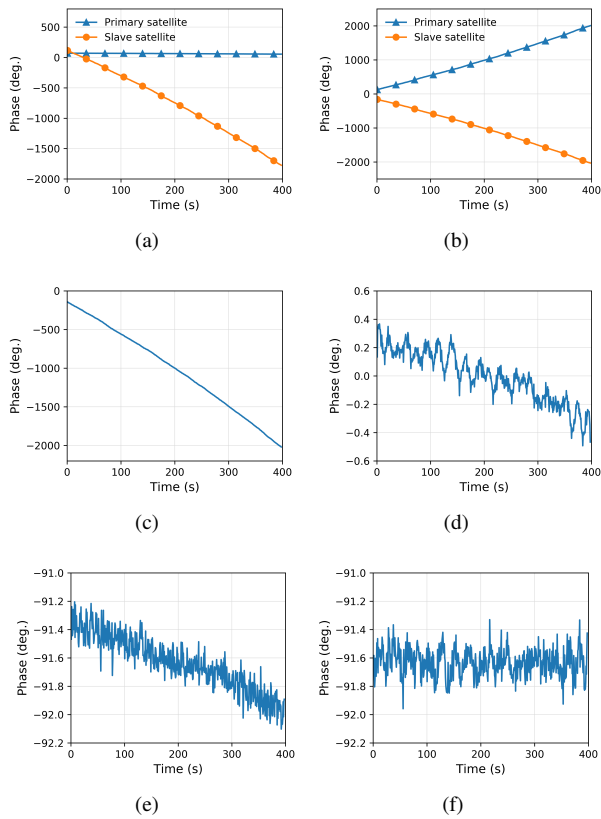 Primary satellite
Slave satellite
500
0
−500
−1000
−1500
−2000
0 100 200 300 400
Phase (deg.)
Time (s)
(a)
Primary satellite
Slave satellite
2000
1000
0
−1000
−2000
0 100 200 300 400
Phase (deg.)
Time (s)
(b)
0
−500
−1000
−1500
−2000
0 100 200 300 400
Phase (deg.)
Time (s)
(c)
0.6
0.4
0.2
0.0
−0.2
−0.4
−0.6
0 100 200 300 400
Phase (deg.)
Time (s)
(d)
−91.0
−91.2
−91.4
−91.6
−91.8
−92.0
−92.2
0 100 200 300 400
Phase (deg.)
Time (s)
(e)
−91.0
−91.2
−91.4
−91.6
−91.8
−92.0
−92.2
0 100 200 300 400
Phase (deg.)
Time (s)
(f)